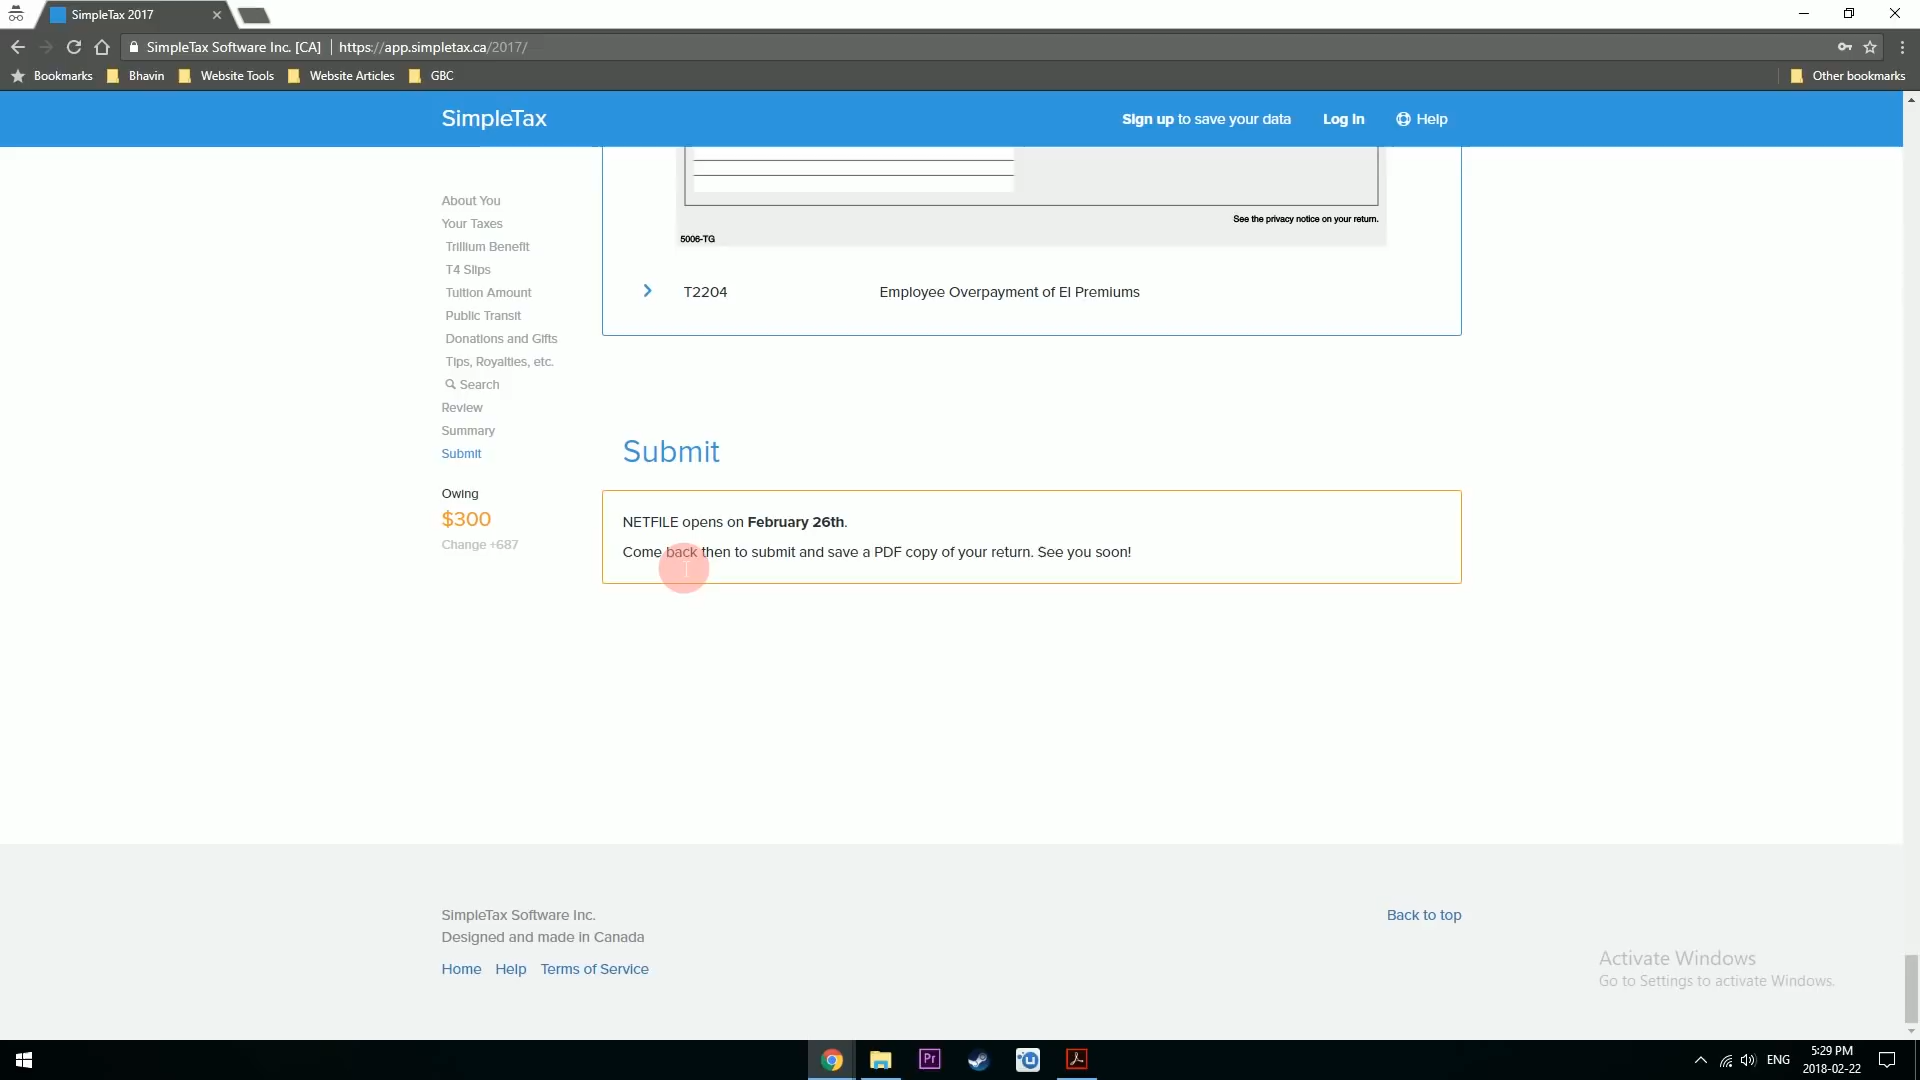 SimpleTax 2017
SimpleTax Software Inc. [CA] https://app.simpletax.ca/2017/
Bookmarks Bhavin Website Tools Website Articles GBC Other bookmarks
SimpleTax Sign up to save your data Log In Help
See the privacy notice on your return.
5006-TG
About You
Your Taxes
Trillium Benefit
T4 Slips
Tuition Amount
Public Transit
Donations and Gifts
Tips, Royalties, etc.
Search
Review
Summary
Submit
Owing
$300
Change +687
T2204 Employee Overpayment of EI Premiums
Submit
NETFILE opens on February 26th.
Come back then to submit and save a PDF copy of your return. See you soon!
SimpleTax Software Inc.
Designed and made in Canada
Home Help Terms of Service
Back to top
Activate Windows
Go to Settings to activate Windows.
Pr
ENG
5:29 PM
2018-02-22